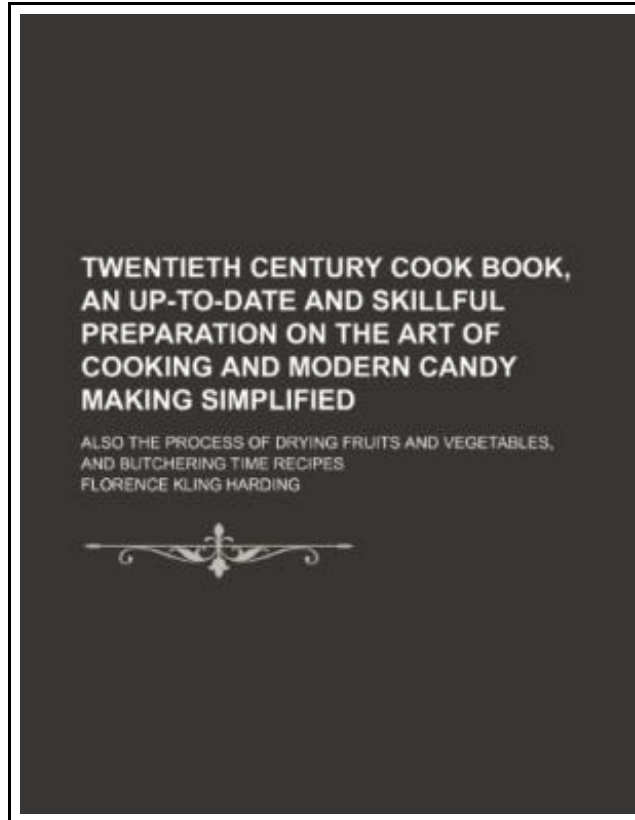 TWENTIETH CENTURY COOK BOOK,
AN UP-TO-DATE AND SKILLFUL
PREPARATION ON THE ART OF
COOKING AND MODERN CANDY
MAKING SIMPLIFIED
ALSO THE PROCESS OF DRYING FRUITS AND VEGETABLES,
AND BUTCHERING TIME RECIPES
FLORENCE KLING HARDING